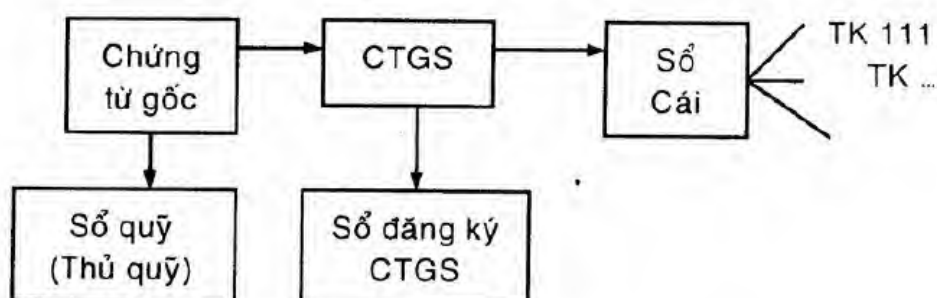 Chứng
từ gốc
CTGS
Sổ
Cái
TK 111
TK ...
Sổ quỹ
(Thủ quỹ)
Sổ đăng ký
CTGS